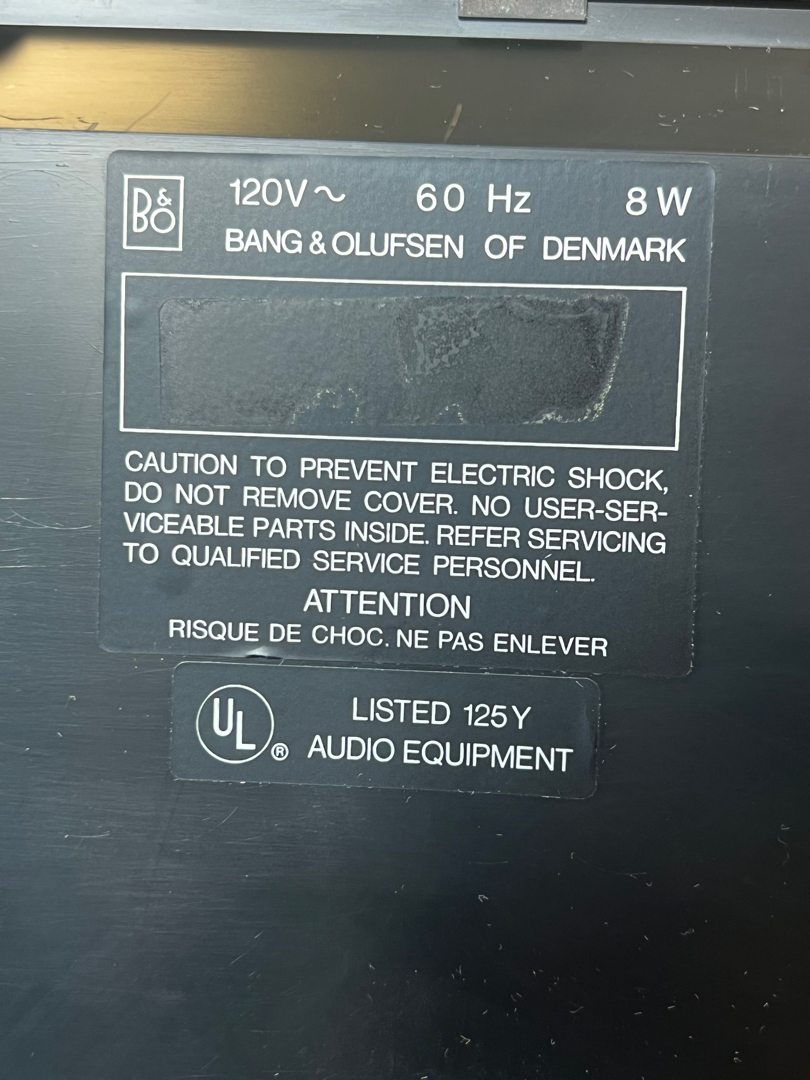 B&O
120V~ 60 Hz 8W
BANG & OLUFSEN OF DENMARK
CAUTION TO PREVENT ELECTRIC SHOCK,
DO NOT REMOVE COVER. NO USER-SER-
VICEABLE PARTS INSIDE. REFER SERVICING
TO QUALIFIED SERVICE PERSONNEL.
ATTENTION
RISQUE DE CHOC. NE PAS ENLEVER
UL ®
LISTED 125Y
AUDIO EQUIPMENT